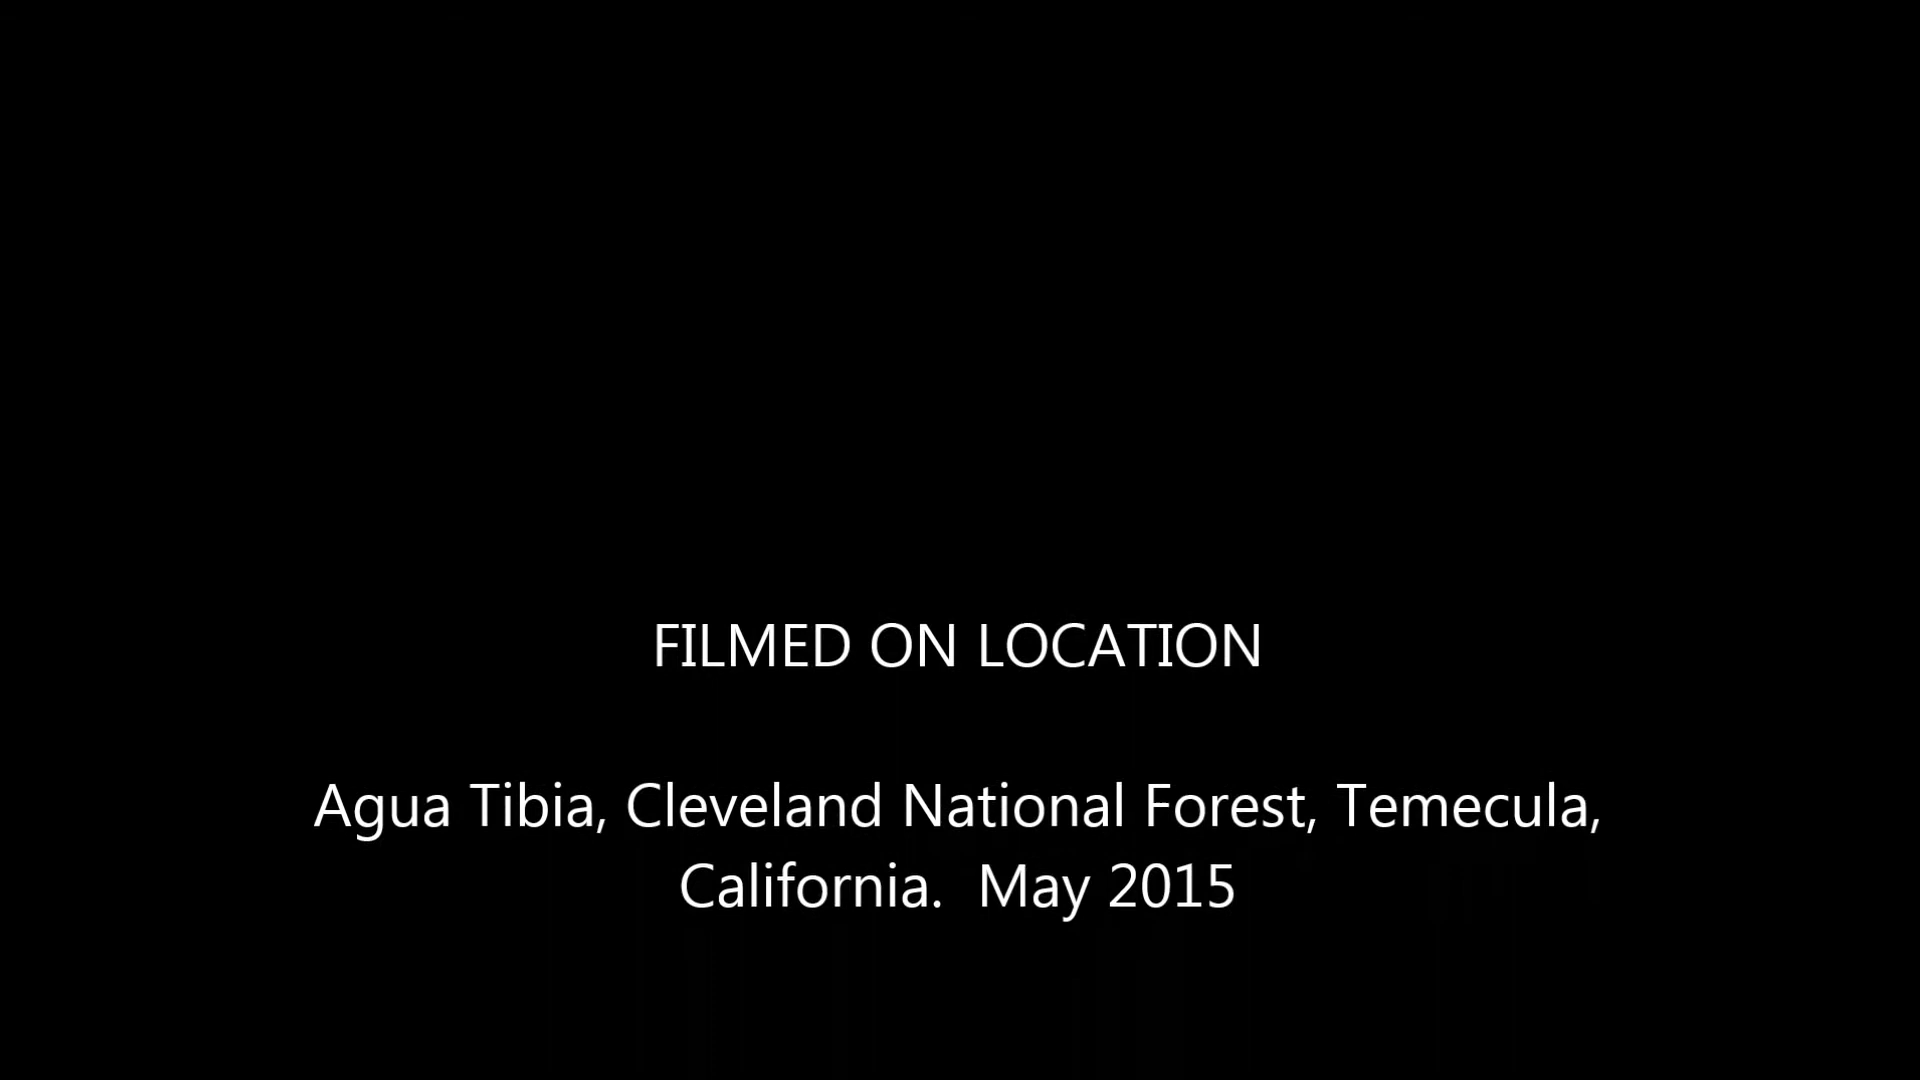 FILMED ON LOCATION
Agua Tibia, Cleveland National Forest, Temecula,
California.  May 2015